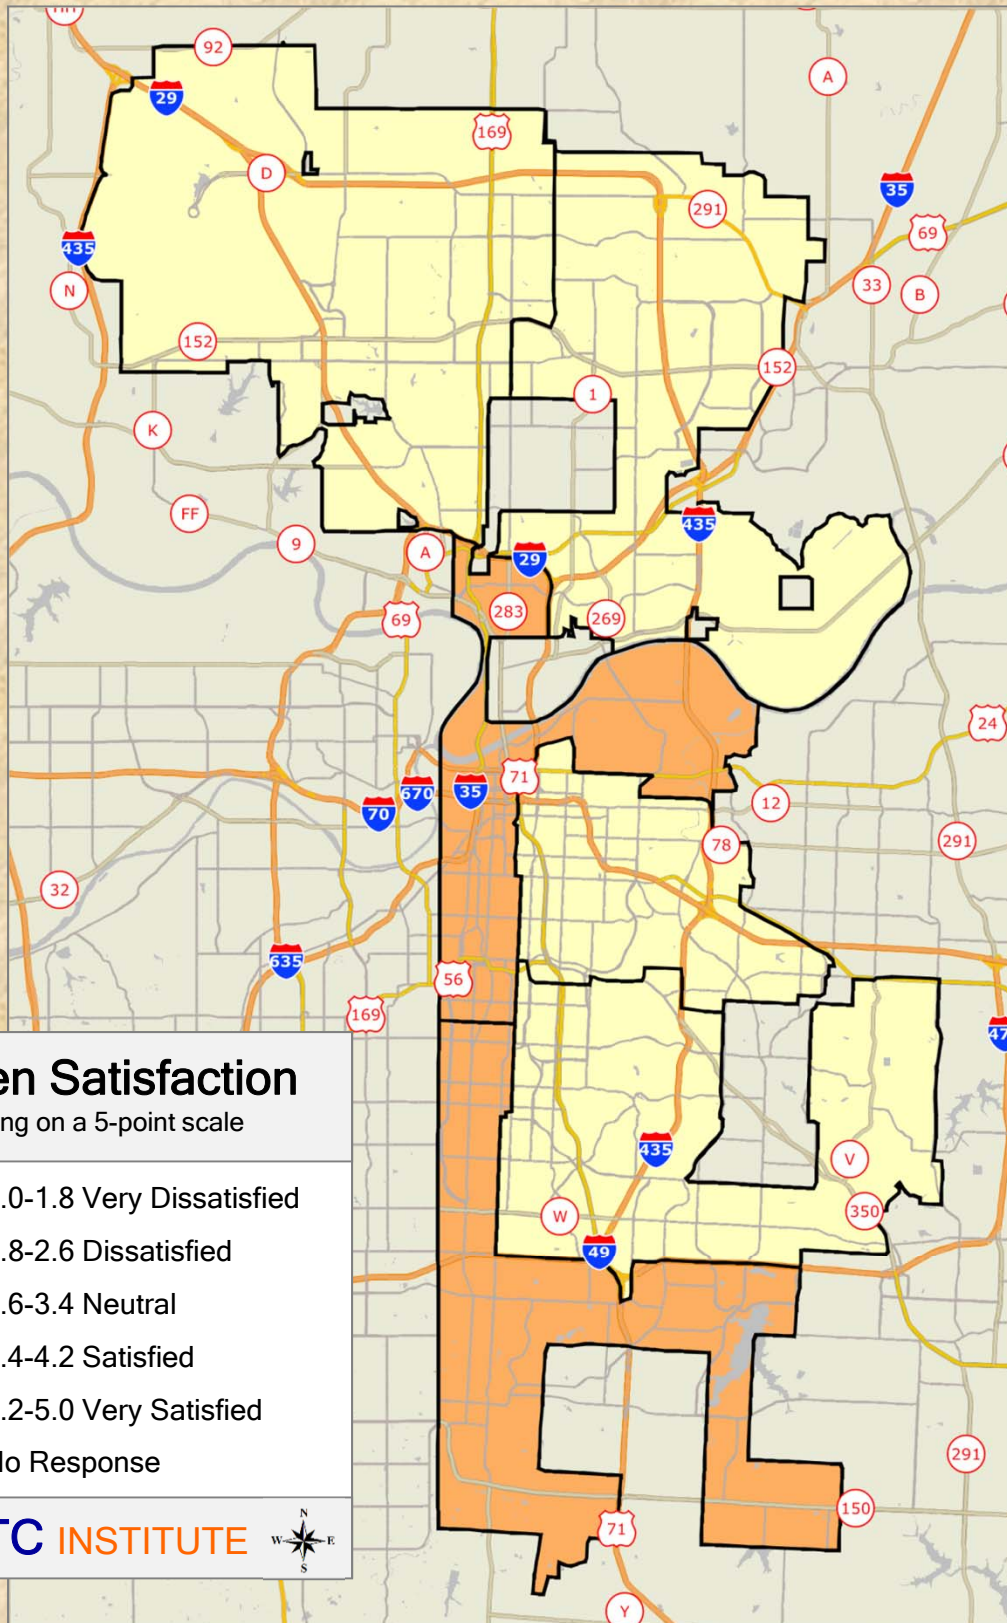 92
A
29
169
D
35
291
69
435
N
33
B
152
152
1
K
FF
435
9
A
29
283
69
269
24
71
670
35
12
70
78
291
32
635
56
169
47
en Satisfaction
ng on a 5-point scale
435
V
.0-1.8 Very Dissatisfied
350
W
.8-2.6 Dissatisfied
49
.6-3.4 Neutral
.4-4.2 Satisfied
.2-5.0 Very Satisfied
lo Response
291
150
TC INSTITUTE
N
W E
S
71
Y